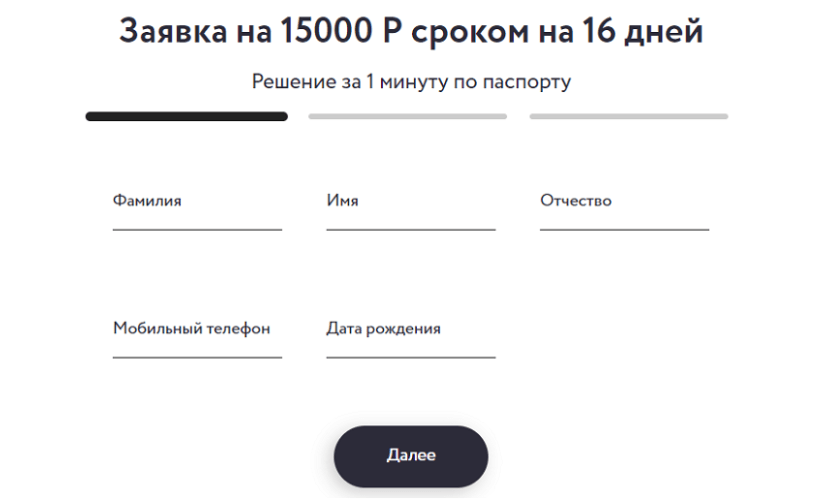 Заявка на 15000 Р сроком на 16 дней
Решение за 1 минуту по паспорту
Фамилия
Имя
Отчество
Мобильный телефон
Дата рождения
Далее